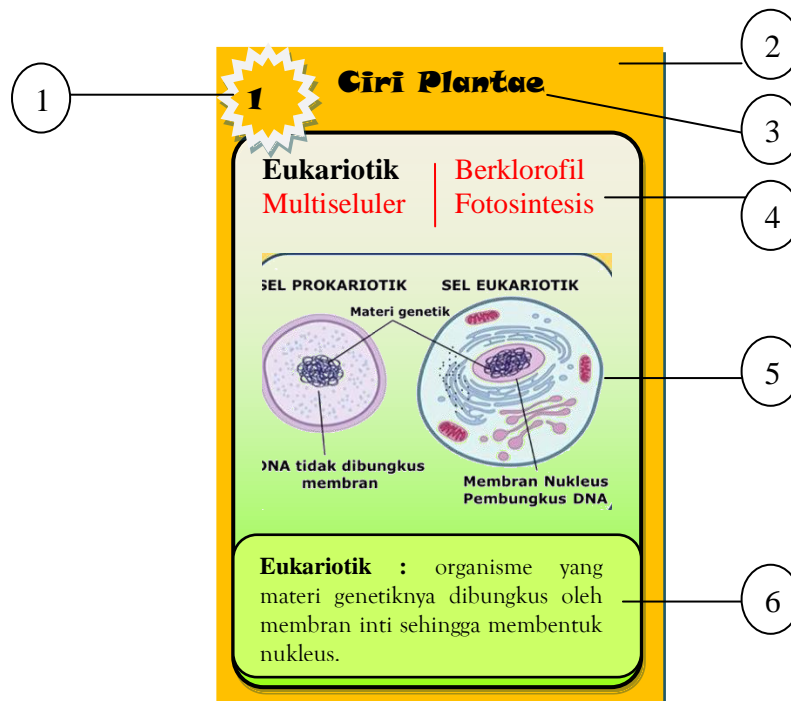 2
1
1
Ciri Plantae
3
Eukariotik
Multiseluler
Berklorofil
Fotosintesis
4
SEL PROKARIOTIK
SEL EUKARIOTIK
Materi genetik
5
DNA tidak dibungkus
membran
Membran Nukleus
Pembungkus DNA
Eukariotik : organisme yang
materi genetiknya dibungkus oleh
membran inti sehingga membentuk
nukleus.
6